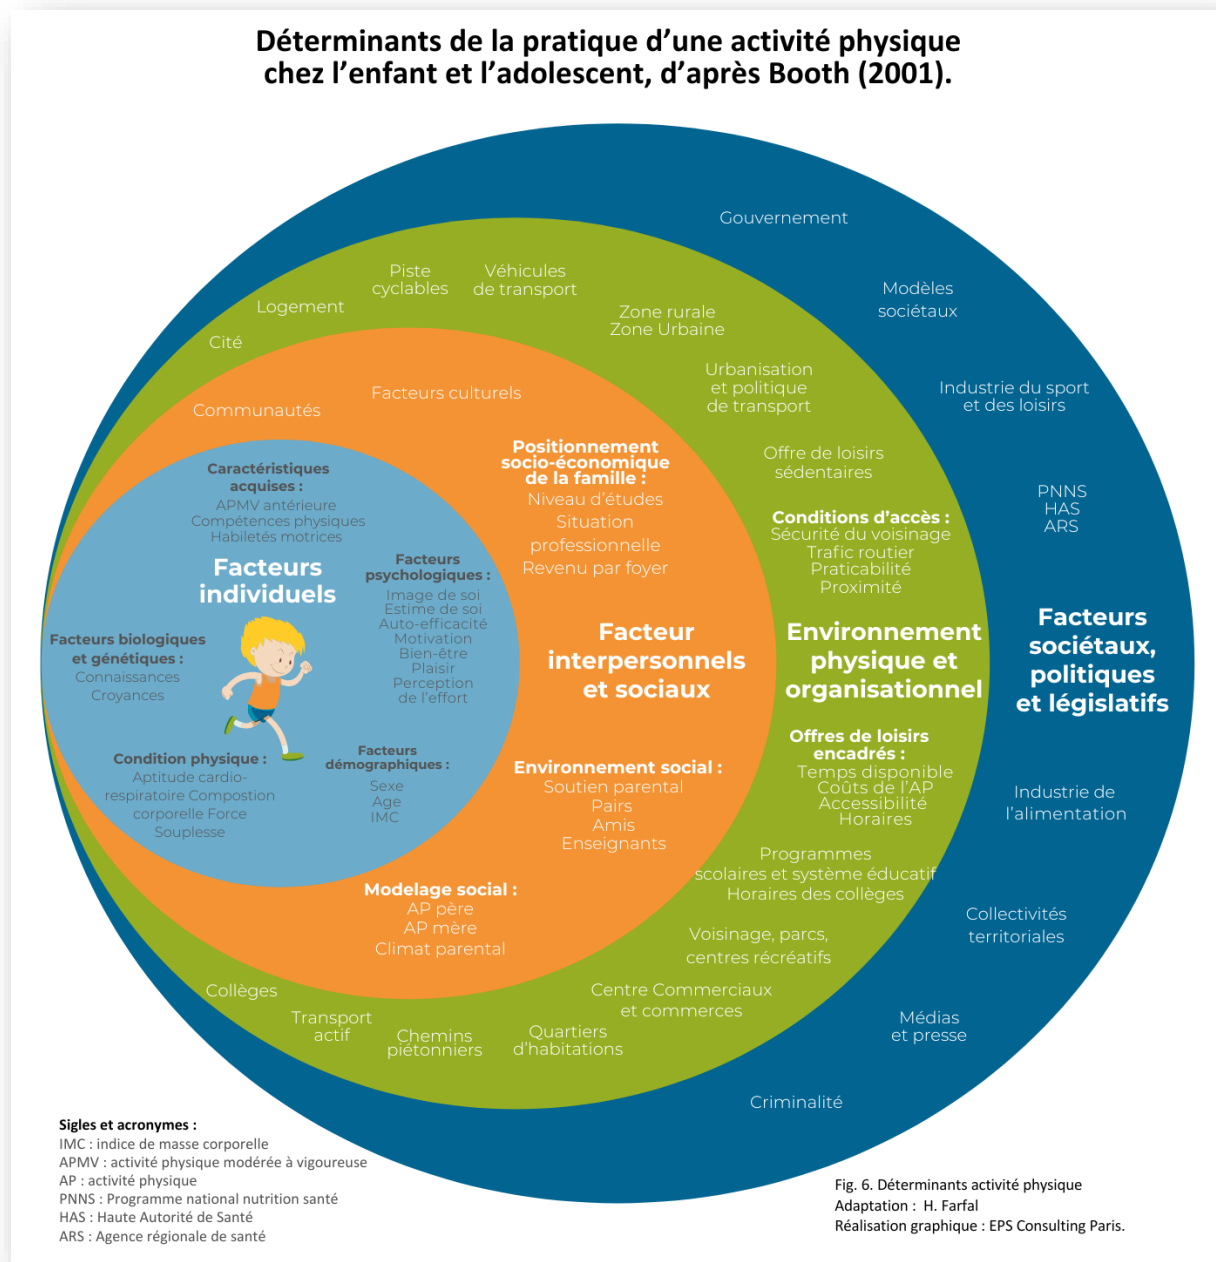 Déterminants de la pratique d'une activité physique
chez l'enfant et l'adolescent, d'après Booth (2001).
Gouvernement
Modèles
sociétaux
Industrie du sport
et des loisirs
PNNS
HAS
ARS
Facteurs
sociétaux,
politiques
et législatifs
Industrie de
l'alimentation
Collectivités
territoriales
Médias
et presse
Criminalité
Cité
Logement
Piste
cyclables
Véhicules
de transport
Zone rurale
Zone Urbaine
Urbanisation
et politique
de transport
Offre de loisirs
sédentaires
Conditions d'accès :
Sécurité du voisinage
Trafic routier
Praticabilité
Proximité
Environnement
physique et
organisationnel
Offres de loisirs
encadrés :
Temps disponible
Coûts de l'AP
Accessibilité
Horaires
Programmes
scolaires et système éducatif
Horaires des collèges
Voisinage, parcs,
centres récréatifs
Centre Commerciaux
et commerces
Quartiers
d'habitations
Chemins
piétonniers
Transport
actif
Collèges
Communautés
Facteurs culturels
Positionnement
socio-économique
de la famille :
Niveau d'études
Situation
professionnelle
Revenu par foyer
Facteur
interpersonnels
et sociaux
Environnement social :
Soutien parental
Pairs
Amis
Enseignants
Modelage social :
AP père
AP mère
Climat parental
Caractéristiques
acquises :
APMV antérieure
Compétences physiques
Habiletés motrices
Facteurs
individuels
Facteurs
psychologiques :
Image de soi
Estime de soi
Auto-efficacité
Motivation
Bien-être
Plaisir
Perception
de l'effort
Facteurs biologiques
et génétiques :
Connaissances
Croyances
Condition physique :
Aptitude cardio-
respiratoire Compostion
corporelle Force
Souplesse
Facteurs
démographiques :
Sexe
Age
IMC
Sigles et acronymes :
IMC : indice de masse corporelle
APMV : activité physique modérée à vigoureuse
AP : activité physique
PNNS : Programme national nutrition santé
HAS : Haute Autorité de Santé
ARS : Agence régionale de santé
Fig. 6. Déterminants activité physique
Adaptation : H. Farfal
Réalisation graphique : EPS Consulting Paris.